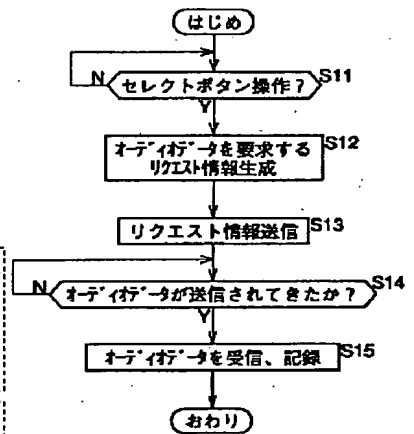 はじめ
セレクトボタン操作？ S11
N
Y
オーディオデータを要求する S12
リクエスト情報生成
リクエスト情報送信 S13
オーディオデータが送信されてきたか？ S14
N
Y
オーディオデータを受信、記録 S15
おわり